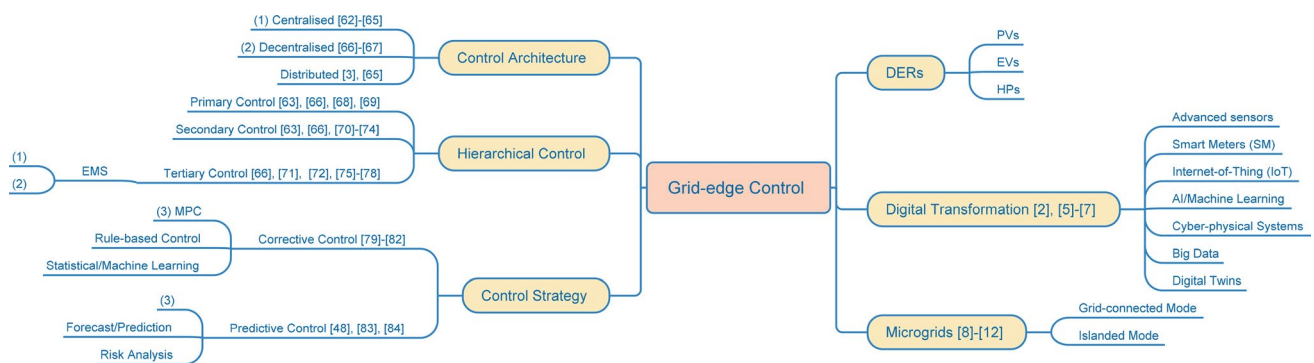 (1) Centralised [62]-[65]
(2) Decentralised [66]-[67]
Distributed [3], [65]
Control Architecture
Primary Control [63], [66], [68], [69]
Secondary Control [63], [66], [70]-[74]
Tertiary Control [66], [71], [72], [75]-[78]
EMS
(1)
(2)
Hierarchical Control
(3) MPC
Rule-based Control
Statistical/Machine Learning
Corrective Control [79]-[82]
(3)
Forecast/Prediction
Risk Analysis
Predictive Control [48], [83], [84]
Control Strategy
Grid-edge Control
DERs
PVs
EVs
HPs
Digital Transformation [2], [5]-[7]
Advanced sensors
Smart Meters (SM)
Internet-of-Thing (IoT)
AI/Machine Learning
Cyber-physical Systems
Big Data
Digital Twins
Microgrids [8]-[12]
Grid-connected Mode
Islanded Mode